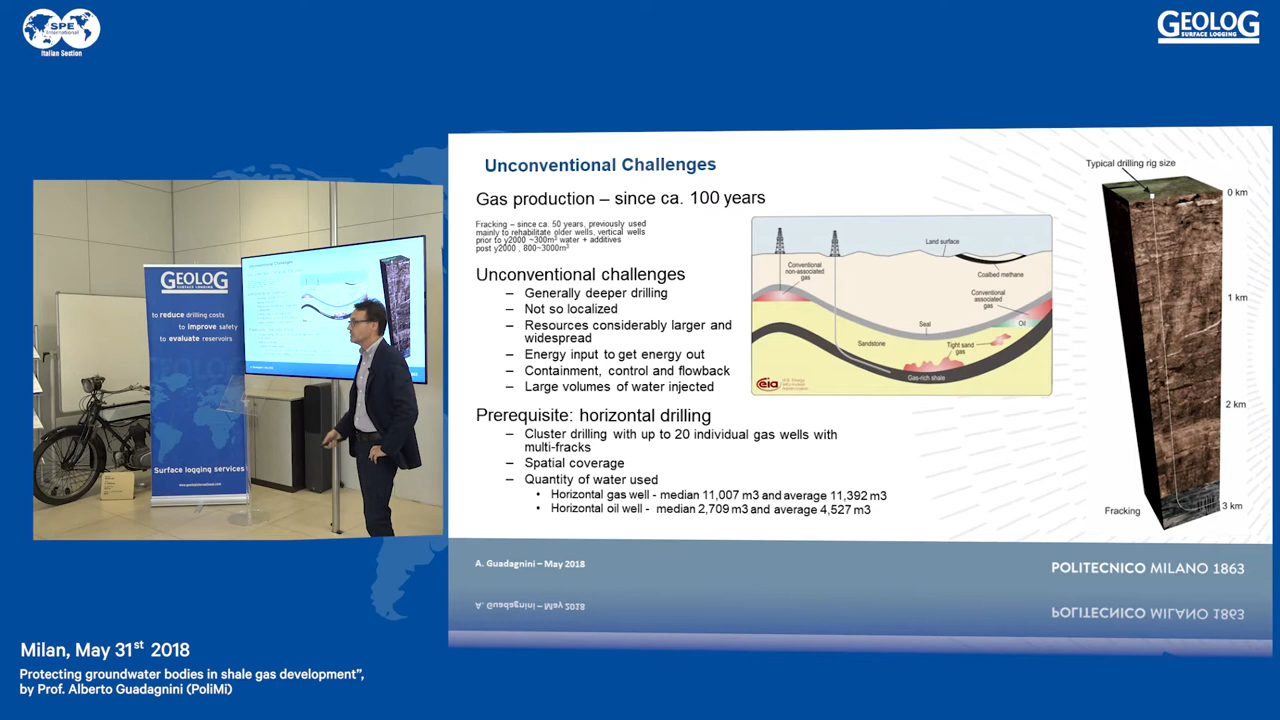 SPE
International
Italian Section
GEOLOG
SURFACE LOGGING
Unconventional Challenges
Gas production – since ca. 100 years
Fracking – since ca. 50 years, previously used
mainly to rehabilitate older wells, vertical wells
prior to y2000 ~300m³ water + additives
post y2000 , 800~3000m³
Unconventional challenges
– Generally deeper drilling
– Not so localized
– Resources considerably larger and
widespread
– Energy input to get energy out
– Containment, control and flowback
– Large volumes of water injected
Prerequisite: horizontal drilling
– Cluster drilling with up to 20 individual gas wells with
multi-fracks
– Spatial coverage
– Quantity of water used
• Horizontal gas well - median 11,007 m3 and average 11,392 m3
• Horizontal oil well - median 2,709 m3 and average 4,527 m3
Land surface
Conventional
non-associated
gas
Coalbed methane
Conventional
associated
gas
Oil
Seal
Sandstone
Tight sand
gas
Gas-rich shale
eia
Typical drilling rig size
0 km
1 km
2 km
3 km
Fracking
A. Guadagnini – May 2018
POLITECNICO MILANO 1863
GEOLOG
SURFACE LOGGING
to reduce drilling costs
to improve safety
to evaluate reservoirs
Surface logging services
Unconventional Challenges
Milan, May 31st 2018
Protecting groundwater bodies in shale gas development”,
by Prof. Alberto Guadagnini (PoliMi)